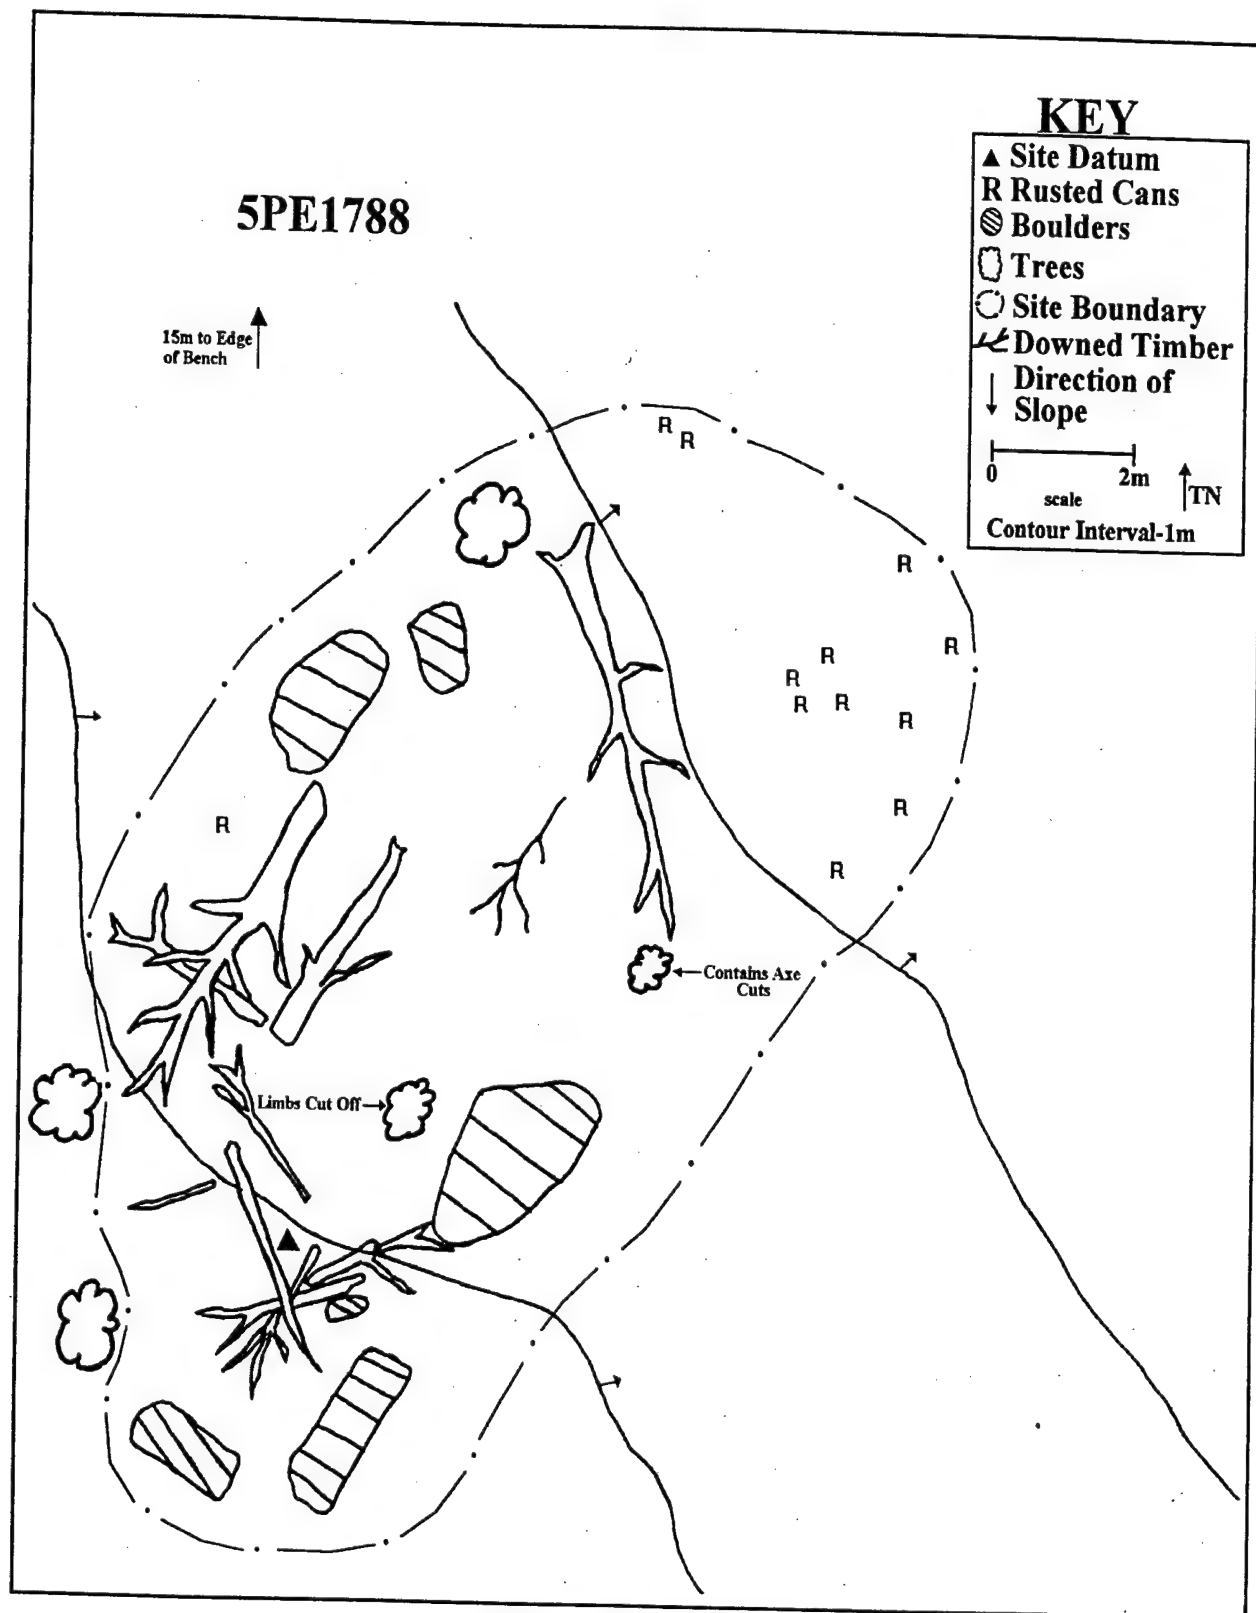 KEY
▲ Site Datum
R Rusted Cans
Boulders
Trees
Site Boundary
Downed Timber
Direction of
Slope
0 2m
scale
TN
Contour Interval-1m
5PE1788
15m to Edge
of Bench
R
R
R
R
R
R
R
R
R
R
R
R
R
Contains Axe
Cuts
Limbs Cut Off